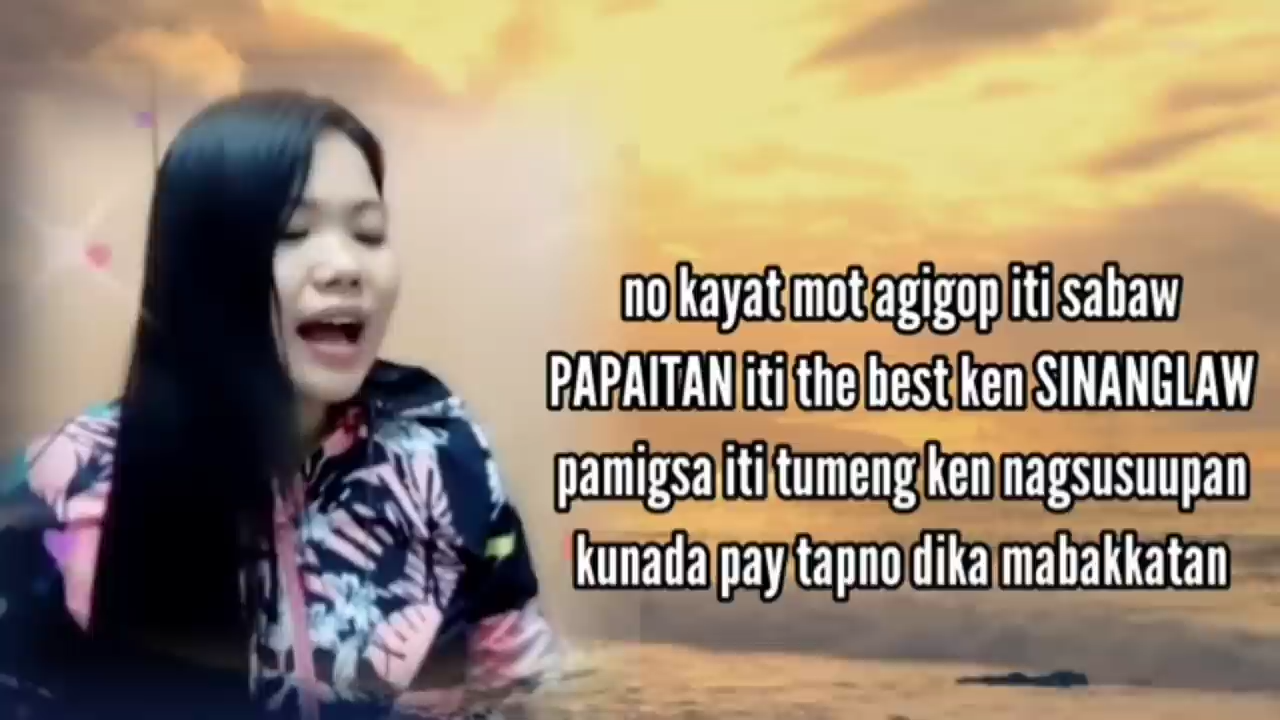 no kayat mot agigop iti sabaw
PAPAITAN iti the best ken SINANGLAW
pamigsa iti tumeng ken nagsusuupan
kunada pay tapno dika mabakkatan